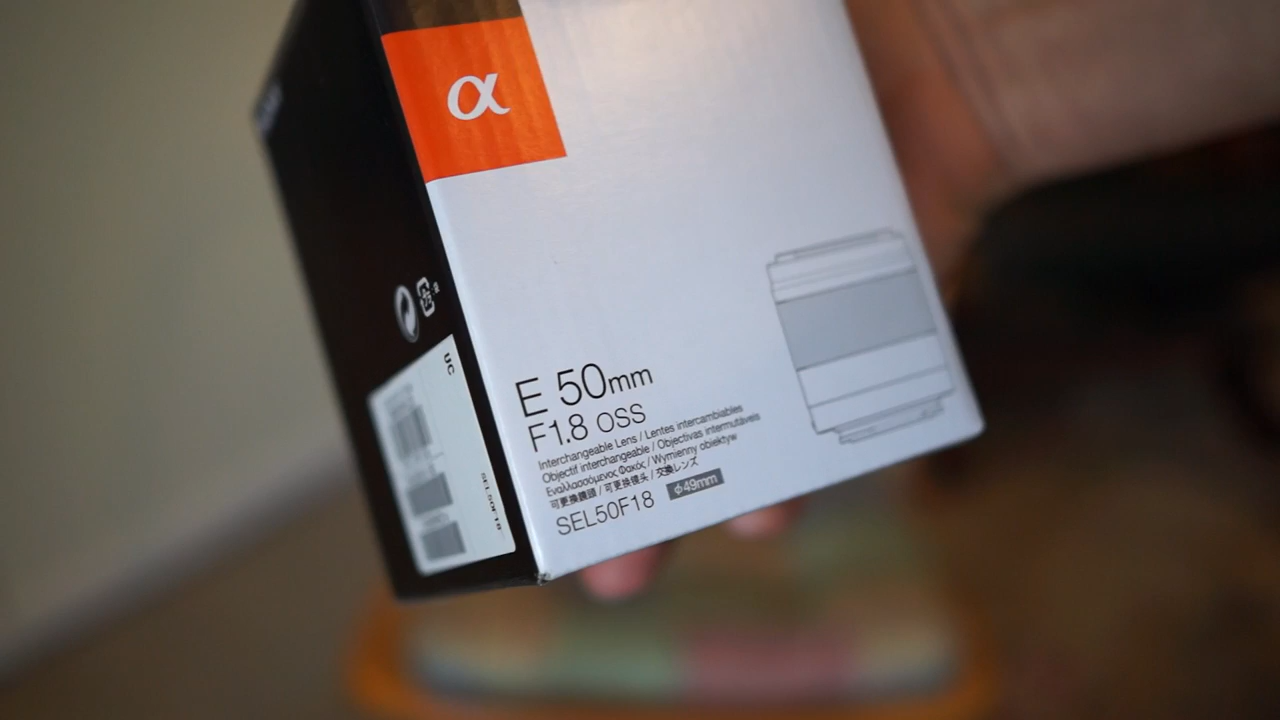 α
E 50mm
F1.8 OSS
Interchangeable Lens / Lentes intercambiables
Objectif interchangeable / Objectivas intermutáveis
Εναλλασσόμενος Φακός / Wymienny obiektyw
可更換鏡頭 / 可更换镜头 / 交換レンズ
SEL50F18 ϕ49mm
UC
SEL50F18